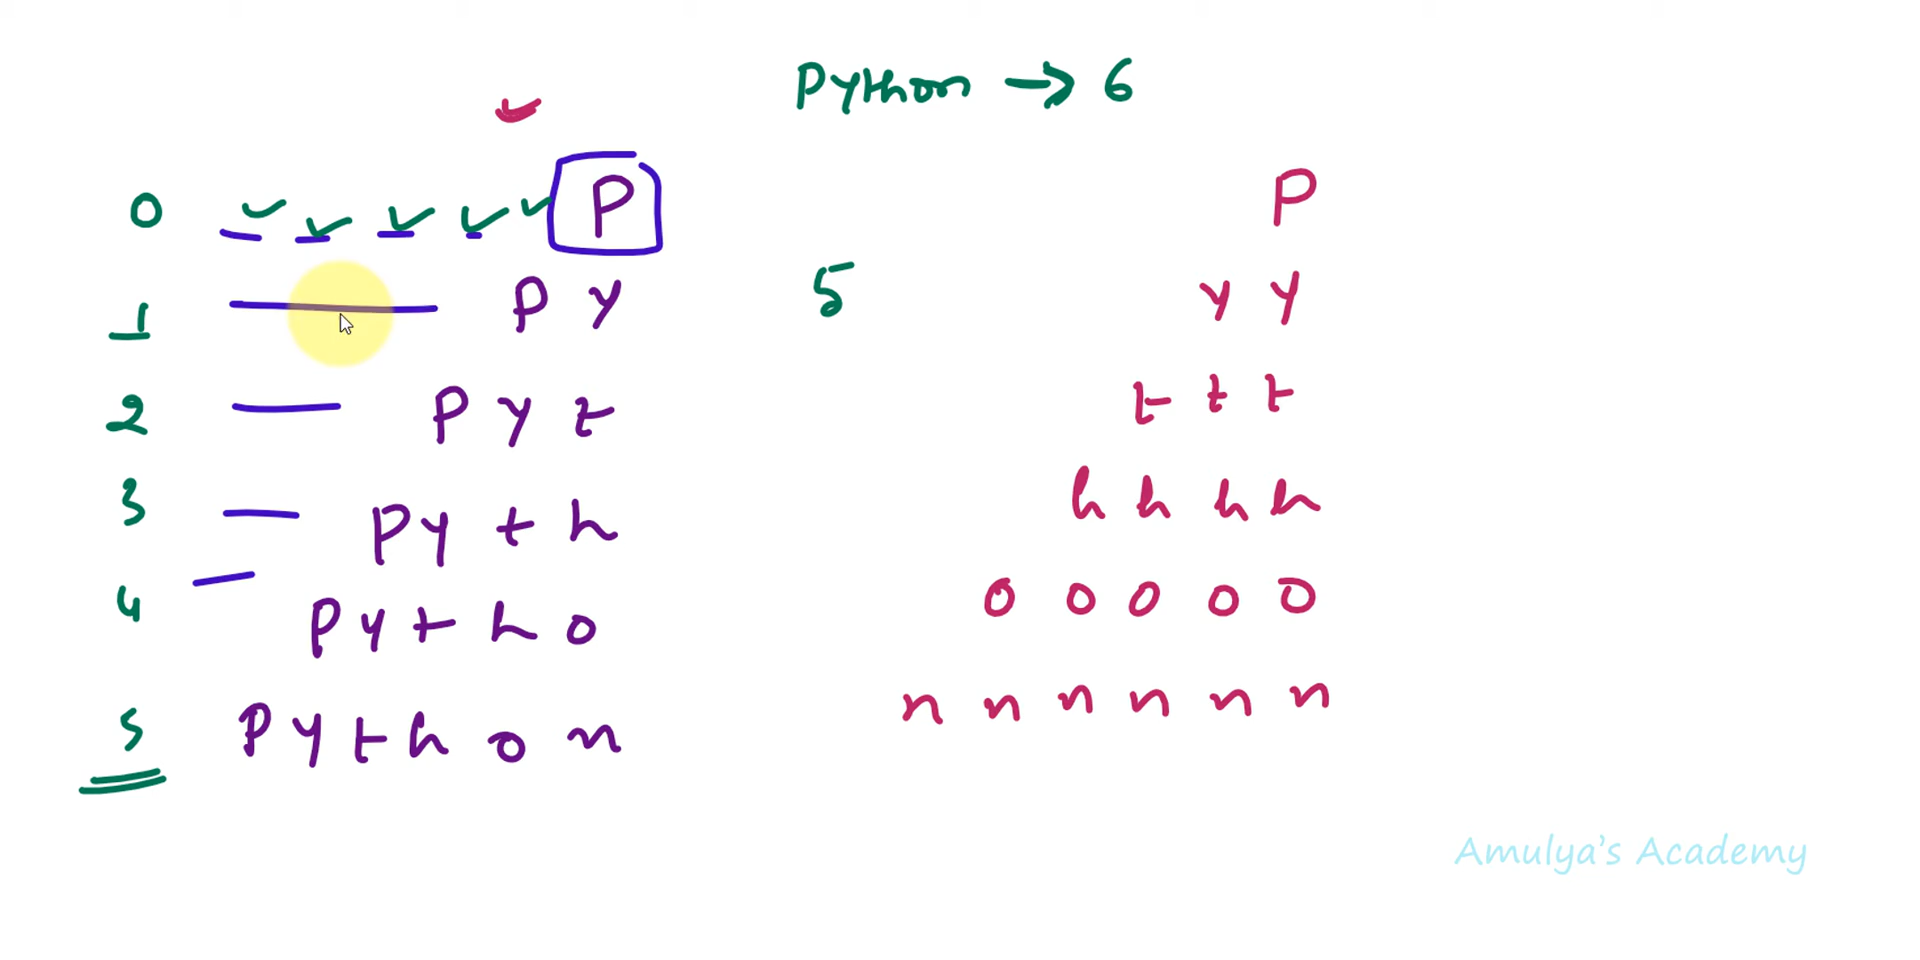 Python → 6
0 P
1 P y
2 P y t
3 P y t h
4 P y t h o
5 P y t h o n
5
P
y y
t t t
h h h h
o o o o o
n n n n n n
Amulya's Academy